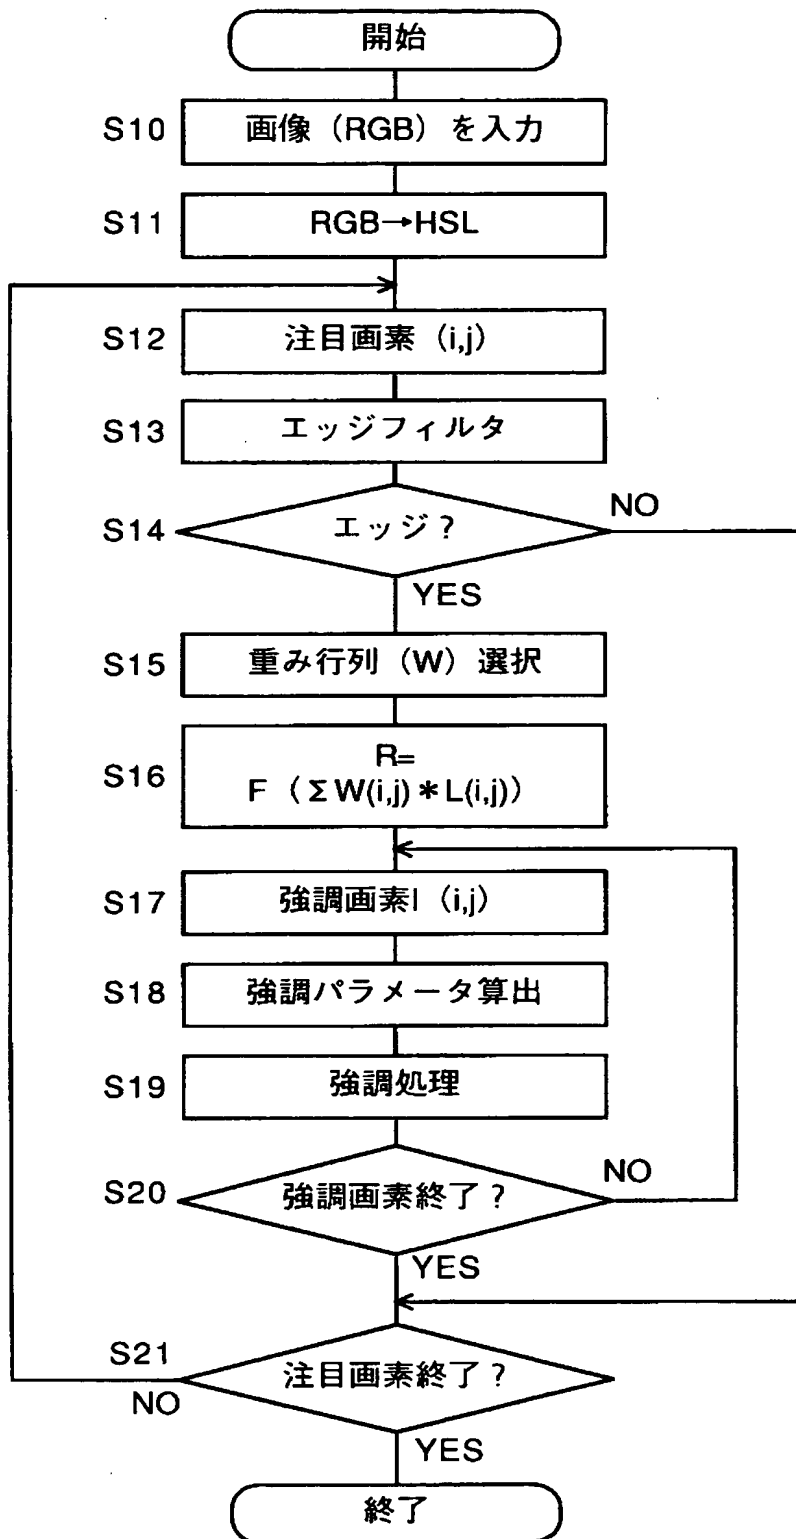 開始
S10
画像（RGB）を入力
S11
RGB→HSL
S12
注目画素（i,j）
S13
エッジフィルタ
S14
エッジ？
NO
YES
S15
重み行列（W）選択
S16
R=
F（ΣW(i,j)＊L(i,j)）
S17
強調画素I（i,j）
S18
強調パラメータ算出
S19
強調処理
S20
強調画素終了？
NO
YES
S21
注目画素終了？
NO
YES
終了